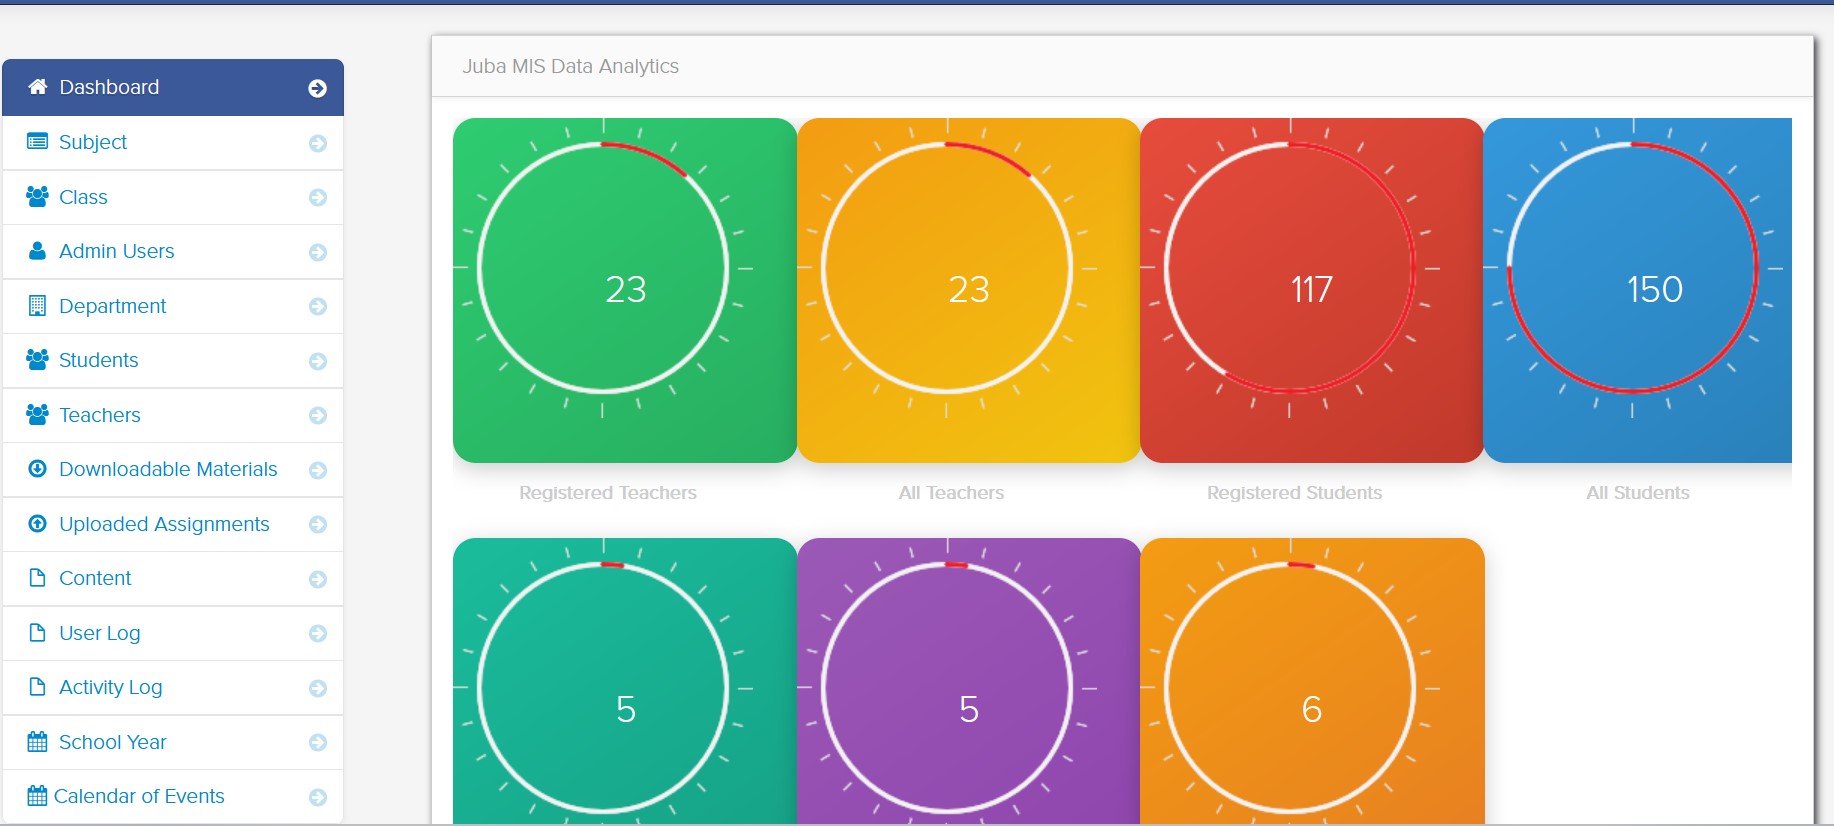 Dashboard
Subject
Class
Admin Users
Department
Students
Teachers
Downloadable Materials
Uploaded Assignments
Content
User Log
Activity Log
School Year
Calendar of Events
Juba MIS Data Analytics
23
23
117
150
Registered Teachers
All Teachers
Registered Students
All Students
5
5
6